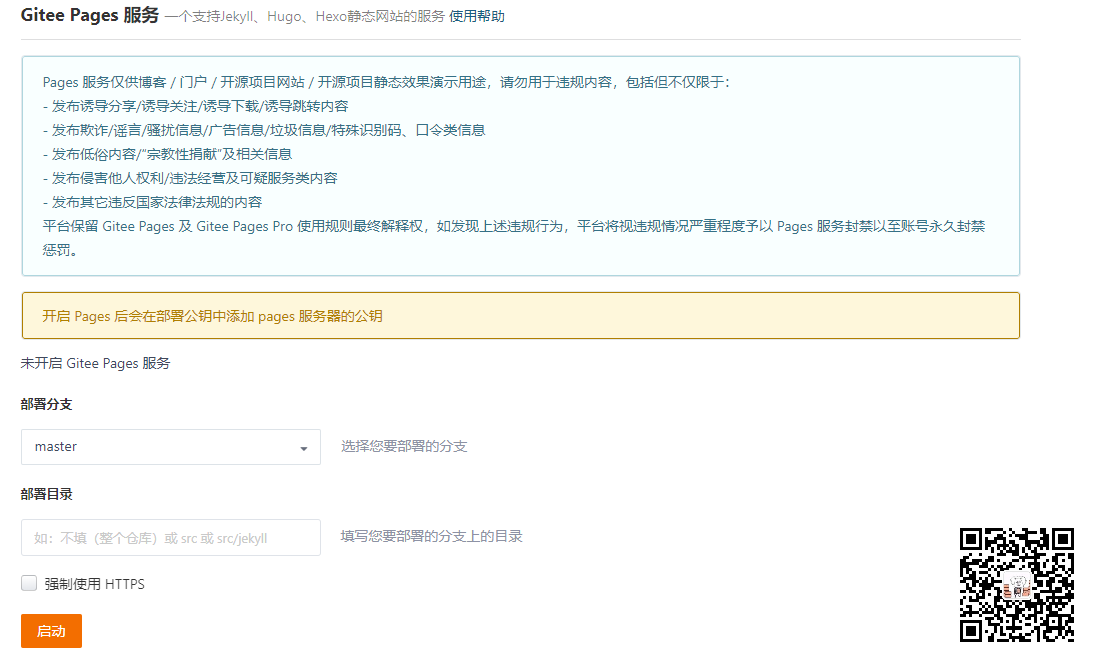 Gitee Pages 服务 一个支持Jekyll、Hugo、Hexo静态网站的服务 使用帮助
Pages 服务仅供博客 / 门户 / 开源项目网站 / 开源项目静态效果演示用途，请勿用于违规内容，包括但不仅限于：
- 发布诱导分享/诱导关注/诱导下载/诱导跳转内容
- 发布欺诈/谣言/骚扰信息/广告信息/垃圾信息/特殊识别码、口令类信息
- 发布低俗内容/“宗教性捐献”及相关信息
- 发布侵害他人权利/违法经营及可疑服务类内容
- 发布其它违反国家法律法规的内容
平台保留 Gitee Pages 及 Gitee Pages Pro 使用规则最终解释权，如发现上述违规行为，平台将视违规情况严重程度予以 Pages 服务封禁以至账号永久封禁
惩罚。
开启 Pages 后会在部署公钥中添加 pages 服务器的公钥
未开启 Gitee Pages 服务
部署分支
master 选择您要部署的分支
部署目录
如：不填（整个仓库）或 src 或 src/jekyll 填写您要部署的分支上的目录
强制使用 HTTPS
启动